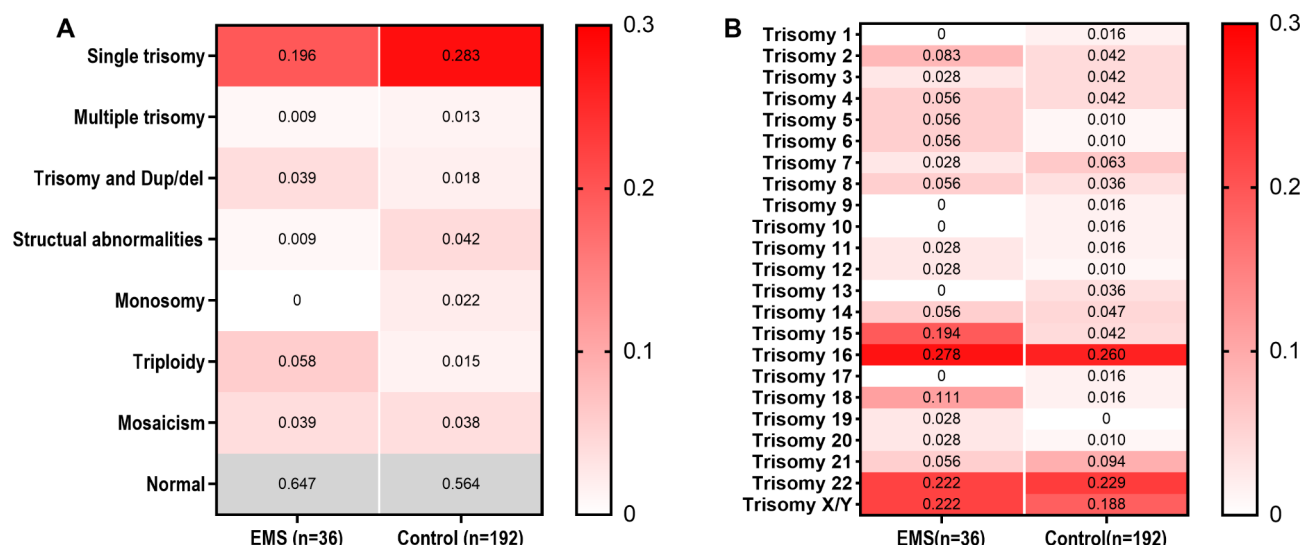 A
B
0.3
0.2
0.1
0
Single trisomy 0.196 0.283
Multiple trisomy 0.009 0.013
Trisomy and Dup/del 0.039 0.018
Structual abnormalities 0.009 0.042
Monosomy 0 0.022
Triploidy 0.058 0.015
Mosaicism 0.039 0.038
Normal 0.647 0.564
EMS (n=36) Control (n=192)
Trisomy 1 0 0.016
Trisomy 2 0.083 0.042
Trisomy 3 0.028 0.042
Trisomy 4 0.056 0.042
Trisomy 5 0.056 0.010
Trisomy 6 0.056 0.010
Trisomy 7 0.028 0.063
Trisomy 8 0.056 0.036
Trisomy 9 0 0.016
Trisomy 10 0 0.016
Trisomy 11 0.028 0.016
Trisomy 12 0.028 0.010
Trisomy 13 0 0.036
Trisomy 14 0.056 0.047
Trisomy 15 0.194 0.042
Trisomy 16 0.278 0.260
Trisomy 17 0 0.016
Trisomy 18 0.111 0.016
Trisomy 19 0.028 0
Trisomy 20 0.028 0.010
Trisomy 21 0.056 0.094
Trisomy 22 0.222 0.229
Trisomy X/Y 0.222 0.188
EMS(n=36) Control(n=192)
0.3
0.2
0.1
0